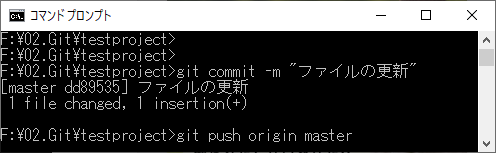 コマンドプロンプト
F:¥02.Git¥testproject>
F:¥02.Git¥testproject>
F:¥02.Git¥testproject>git commit -m "ファイルの更新"
[master dd89535] ファイルの更新
1 file changed, 1 insertion(+)
F:¥02.Git¥testproject>git push origin master